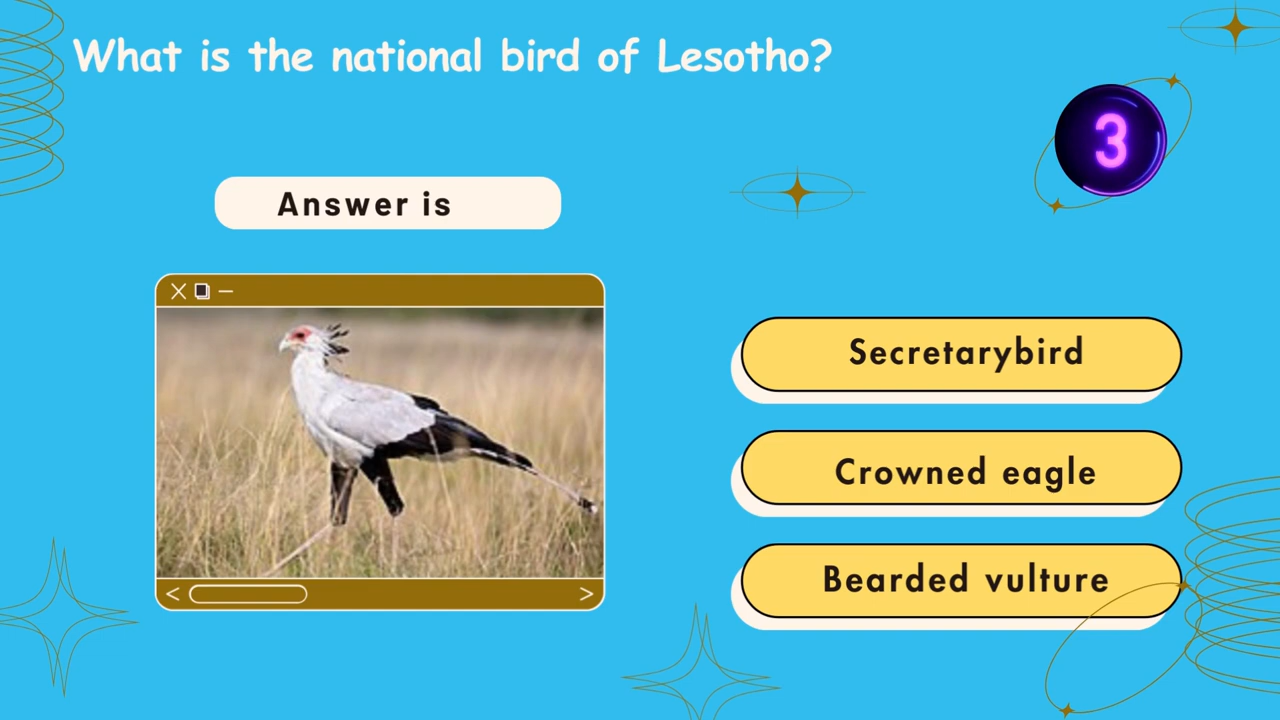 What is the national bird of Lesotho?
3
Answer is
Secretarybird
Crowned eagle
Bearded vulture